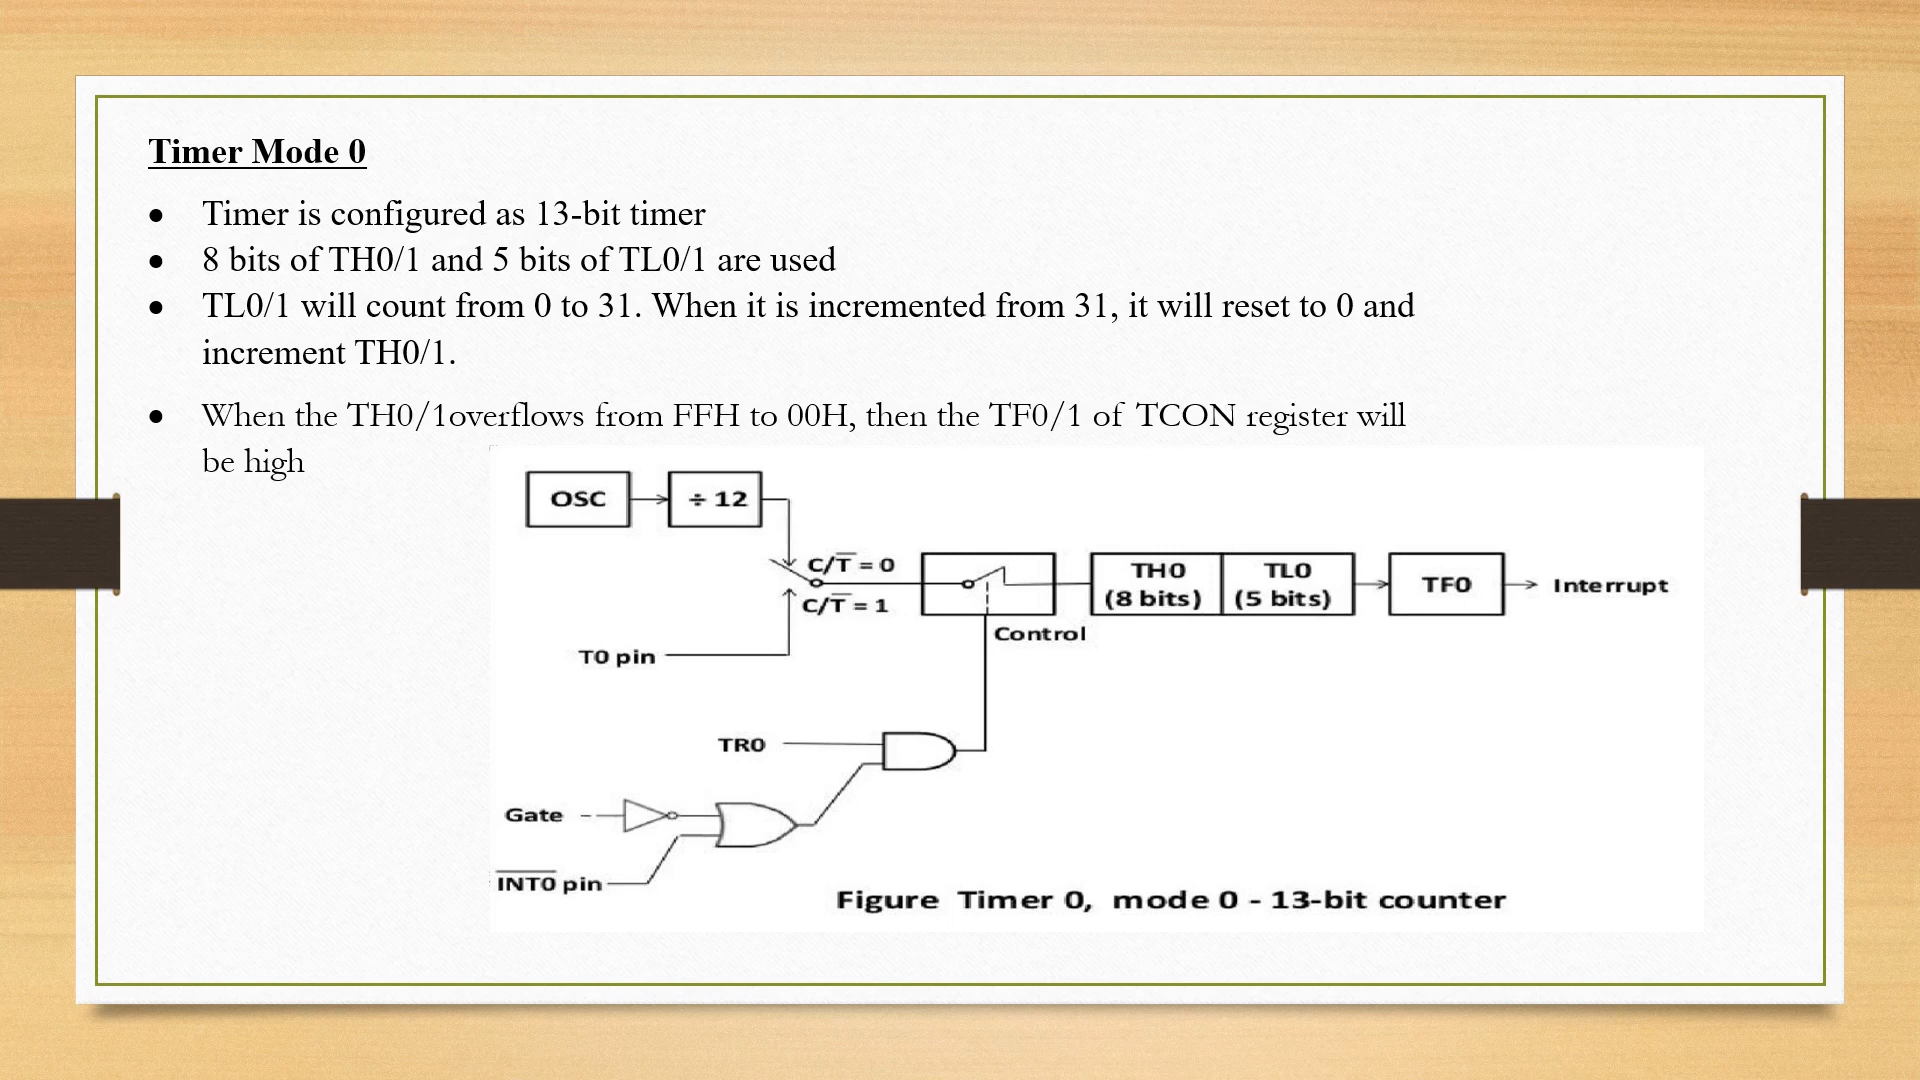 Timer Mode 0
• Timer is configured as 13-bit timer
• 8 bits of TH0/1 and 5 bits of TL0/1 are used
• TL0/1 will count from 0 to 31. When it is incremented from 31, it will reset to 0 and
increment TH0/1.
• When the TH0/1overflows from FFH to 00H, then the TF0/1 of TCON register will
be high
OSC
÷ 12
C/T̅ = 0
C/T̅ = 1
T0 pin
Control
TH0
(8 bits)
TL0
(5 bits)
TF0
Interrupt
TR0
Gate
I̅N̅T̅0̅ pin
Figure Timer 0, mode 0 - 13-bit counter